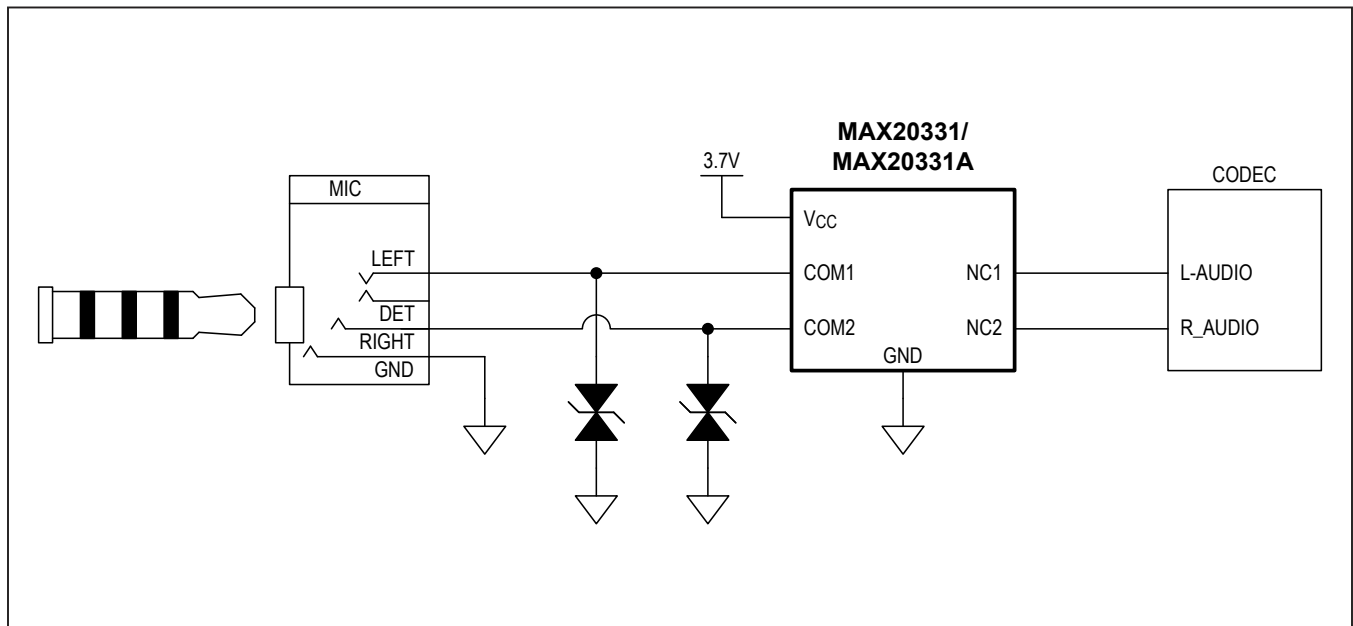 MAX20331/
MAX20331A
3.7V
CODEC
MIC
VCC
LEFT
COM1
NC1
L-AUDIO
DET
COM2
NC2
R_AUDIO
RIGHT
GND
GND